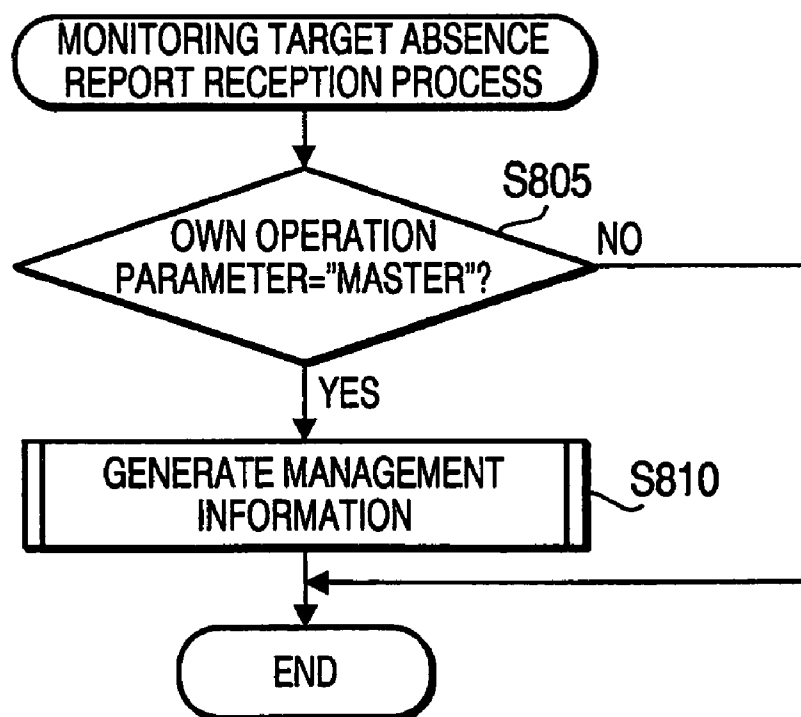 MONITORING TARGET ABSENCE
REPORT RECEPTION PROCESS
S805
OWN OPERATION
PARAMETER="MASTER"?
NO
YES
GENERATE MANAGEMENT
INFORMATION
S810
END